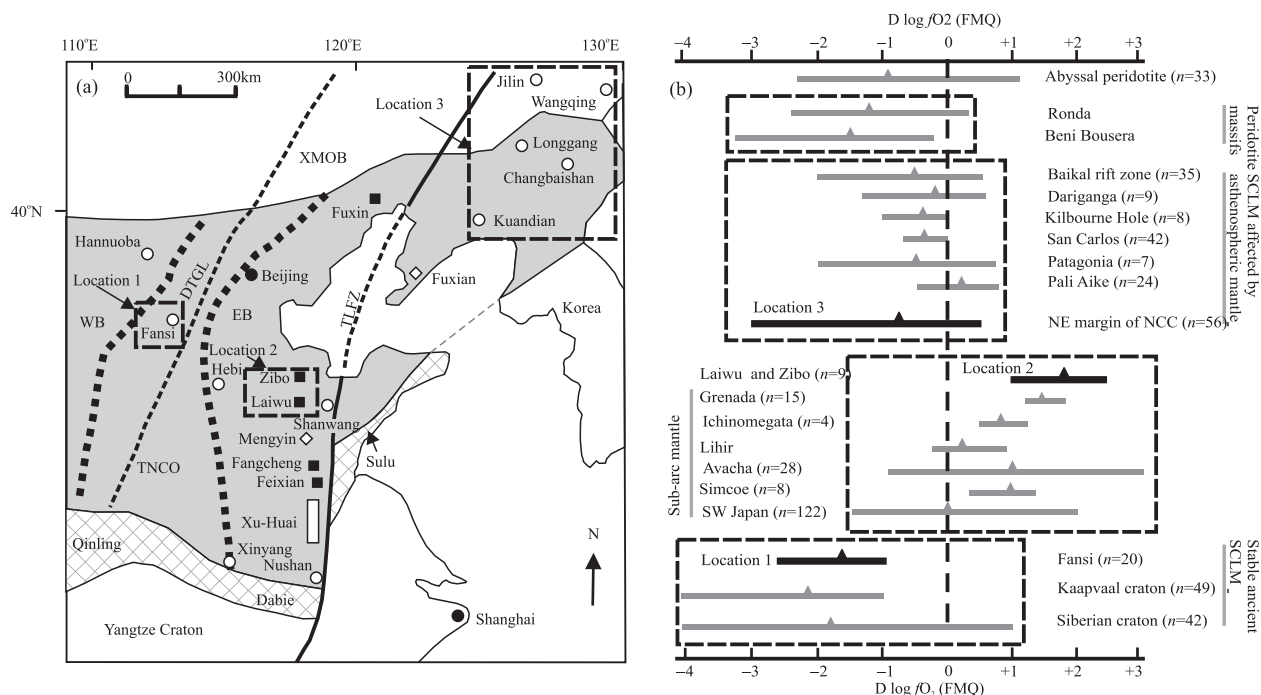 110°E
120°E
130°E
(a)
0
300km
Jilin
Wangqing
Location 3
XMOB
Longgang
Changbaishan
40°N
Fuxin
Kuandian
Hannuoba
Location 1
DTGL
Beijing
Fuxian
WB
Fansi
EB
TLFZ
Korea
Location 2
Hebi
Zibo
Laiwu
Shanwang
Mengyin
TNCO
Fangcheng
Sulu
Feixian
Xu-Huai
N
Qinling
Xinyang
Nushan
Dabie
Yangtze Craton
Shanghai
D log fO2 (FMQ)
−4 −3 −2 −1 0 +1 +2 +3
(b)
Abyssal peridotite (n=33)
Ronda
Beni Bousera
Peridotite
massifs
Baikal rift zone (n=35)
Dariganga (n=9)
Kilbourne Hole (n=8)
San Carlos (n=42)
Patagonia (n=7)
Pali Aike (n=24)
Location 3
NE margin of NCC (n=56)
SCLM affected by
asthenospheric mantle
Laiwu and Zibo (n=9
Location 2
Grenada (n=15)
Ichinomegata (n=4)
Lihir
Avacha (n=28)
Simcoe (n=8)
SW Japan (n=122)
Sub-arc mantle
Location 1
Fansi (n=20)
Kaapvaal craton (n=49)
Siberian craton (n=42)
Stable ancient
SCLM
−4 −3 −2 −1 0 +1 +2 +3
D log fO2 (FMQ)